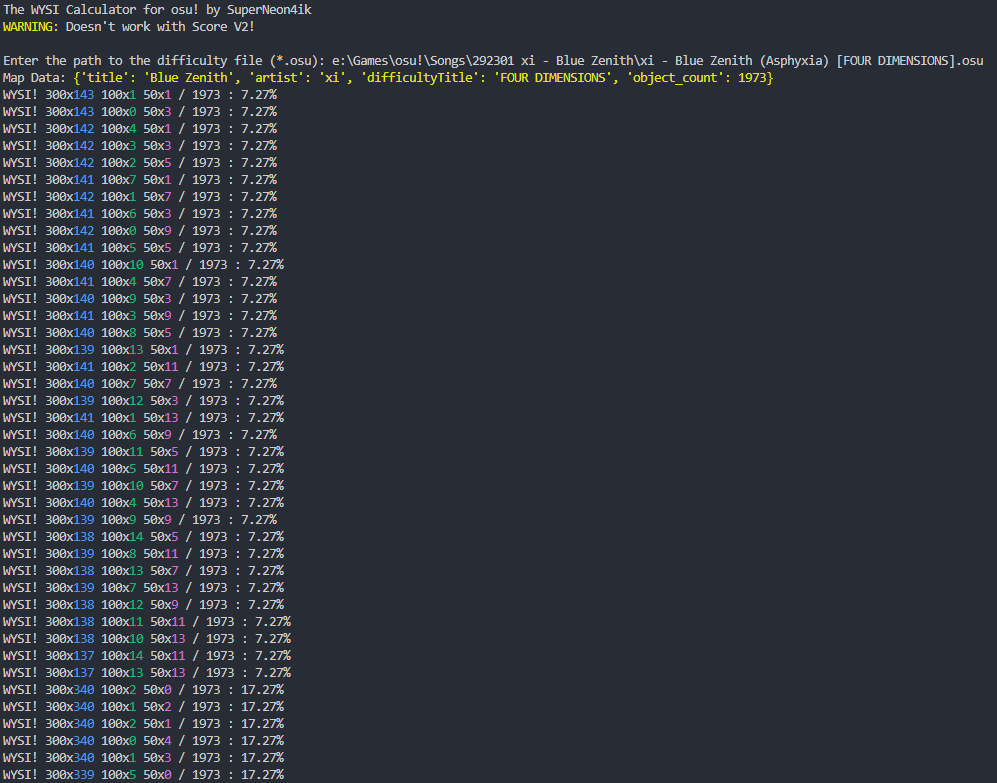 The WYSI Calculator for osu! by SuperNeon4ik
WARNING: Doesn't work with Score V2!
Enter the path to the difficulty file (*.osu): e:\Games\osu!\Songs\292301 xi - Blue Zenith\xi - Blue Zenith (Asphyxia) [FOUR DIMENSIONS].osu
Map Data: {'title': 'Blue Zenith', 'artist': 'xi', 'difficultyTitle': 'FOUR DIMENSIONS', 'object_count': 1973}
WYSI! 300x143 100x1 50x1 / 1973 : 7.27%
WYSI! 300x143 100x0 50x3 / 1973 : 7.27%
WYSI! 300x142 100x4 50x1 / 1973 : 7.27%
WYSI! 300x142 100x3 50x3 / 1973 : 7.27%
WYSI! 300x142 100x2 50x5 / 1973 : 7.27%
WYSI! 300x141 100x7 50x1 / 1973 : 7.27%
WYSI! 300x142 100x1 50x7 / 1973 : 7.27%
WYSI! 300x141 100x6 50x3 / 1973 : 7.27%
WYSI! 300x142 100x0 50x9 / 1973 : 7.27%
WYSI! 300x141 100x5 50x5 / 1973 : 7.27%
WYSI! 300x140 100x10 50x1 / 1973 : 7.27%
WYSI! 300x141 100x4 50x7 / 1973 : 7.27%
WYSI! 300x140 100x9 50x3 / 1973 : 7.27%
WYSI! 300x141 100x3 50x9 / 1973 : 7.27%
WYSI! 300x140 100x8 50x5 / 1973 : 7.27%
WYSI! 300x139 100x13 50x1 / 1973 : 7.27%
WYSI! 300x141 100x2 50x11 / 1973 : 7.27%
WYSI! 300x140 100x7 50x7 / 1973 : 7.27%
WYSI! 300x139 100x12 50x3 / 1973 : 7.27%
WYSI! 300x141 100x1 50x13 / 1973 : 7.27%
WYSI! 300x140 100x6 50x9 / 1973 : 7.27%
WYSI! 300x139 100x11 50x5 / 1973 : 7.27%
WYSI! 300x140 100x5 50x11 / 1973 : 7.27%
WYSI! 300x139 100x10 50x7 / 1973 : 7.27%
WYSI! 300x140 100x4 50x13 / 1973 : 7.27%
WYSI! 300x139 100x9 50x9 / 1973 : 7.27%
WYSI! 300x138 100x14 50x5 / 1973 : 7.27%
WYSI! 300x139 100x8 50x11 / 1973 : 7.27%
WYSI! 300x138 100x13 50x7 / 1973 : 7.27%
WYSI! 300x139 100x7 50x13 / 1973 : 7.27%
WYSI! 300x138 100x12 50x9 / 1973 : 7.27%
WYSI! 300x138 100x11 50x11 / 1973 : 7.27%
WYSI! 300x138 100x10 50x13 / 1973 : 7.27%
WYSI! 300x137 100x14 50x11 / 1973 : 7.27%
WYSI! 300x137 100x13 50x13 / 1973 : 7.27%
WYSI! 300x340 100x2 50x0 / 1973 : 17.27%
WYSI! 300x340 100x1 50x2 / 1973 : 17.27%
WYSI! 300x340 100x2 50x1 / 1973 : 17.27%
WYSI! 300x340 100x0 50x4 / 1973 : 17.27%
WYSI! 300x340 100x1 50x3 / 1973 : 17.27%
WYSI! 300x339 100x5 50x0 / 1973 : 17.27%